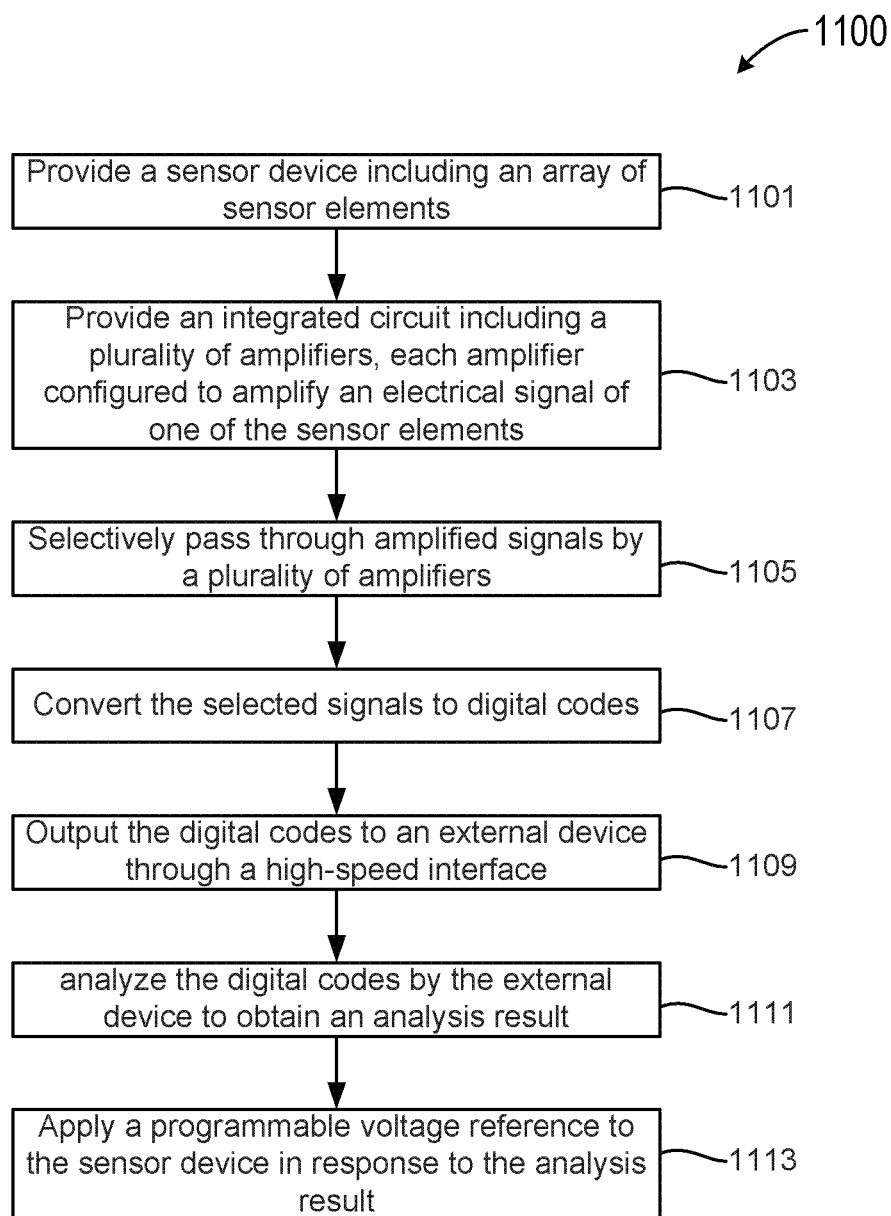 1100
Provide a sensor device including an array of
sensor elements
1101
Provide an integrated circuit including a
plurality of amplifiers, each amplifier
configured to amplify an electrical signal of
one of the sensor elements
1103
Selectively pass through amplified signals by
a plurality of amplifiers
1105
Convert the selected signals to digital codes
1107
Output the digital codes to an external device
through a high-speed interface
1109
analyze the digital codes by the external
device to obtain an analysis result
1111
Apply a programmable voltage reference to
the sensor device in response to the analysis
result
1113